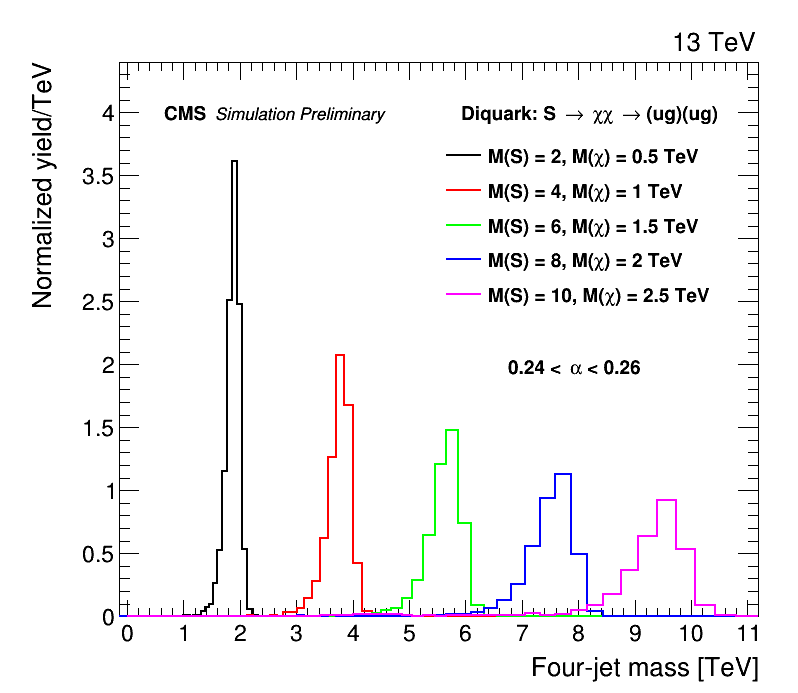 13 TeV
Normalized yield/TeV
CMS Simulation Preliminary
Diquark: S → χχ → (ug)(ug)
M(S) = 2, M(χ) = 0.5 TeV
M(S) = 4, M(χ) = 1 TeV
M(S) = 6, M(χ) = 1.5 TeV
M(S) = 8, M(χ) = 2 TeV
M(S) = 10, M(χ) = 2.5 TeV
0.24 < α < 0.26
4
3.5
3
2.5
2
1.5
1
0.5
0
0 1 2 3 4 5 6 7 8 9 10 11
Four-jet mass [TeV]